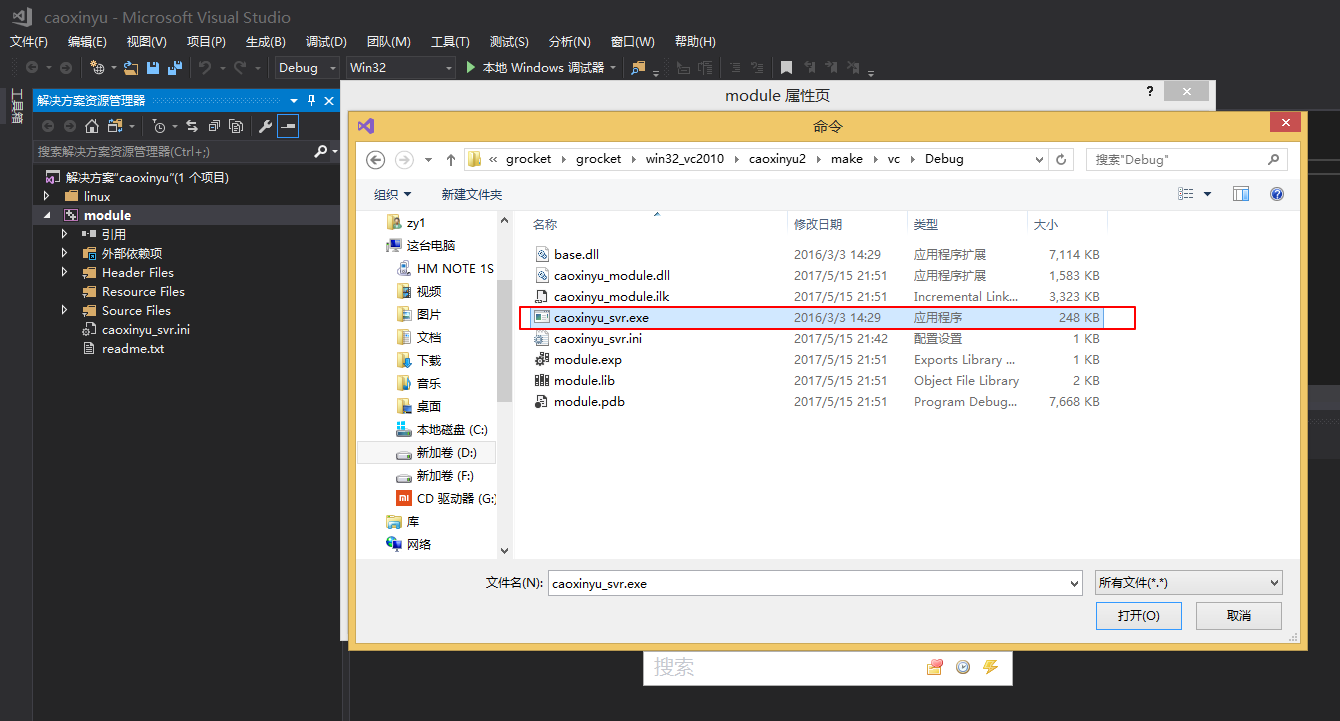 caoxinyu - Microsoft Visual Studio
文件(F) 编辑(E) 视图(V) 项目(P) 生成(B) 调试(D) 团队(M) 工具(T) 测试(S) 分析(N) 窗口(W) 帮助(H)
Debug Win32 本地 Windows 调试器
工具箱
解决方案资源管理器
搜索解决方案资源管理器(Ctrl+;)
解决方案"caoxinyu"(1 个项目)
linux
module
引用
外部依赖项
Header Files
Resource Files
Source Files
caoxinyu_svr.ini
readme.txt
module 属性页
命令
« grocket grocket win32_vc2010 caoxinyu2 make vc Debug
搜索"Debug"
组织 新建文件夹
zy1
这台电脑
HM NOTE 1S
视频
图片
文档
下载
音乐
桌面
本地磁盘 (C:)
新加卷 (D:)
新加卷 (F:)
CD 驱动器 (G:)
库
网络
名称 修改日期 类型 大小
base.dll 2016/3/3 14:29 应用程序扩展 7,114 KB
caoxinyu_module.dll 2017/5/15 21:51 应用程序扩展 1,583 KB
caoxinyu_module.ilk 2017/5/15 21:51 Incremental Link... 3,323 KB
caoxinyu_svr.exe 2016/3/3 14:29 应用程序 248 KB
caoxinyu_svr.ini 2017/5/15 21:42 配置设置 1 KB
module.exp 2017/5/15 21:51 Exports Library ... 1 KB
module.lib 2017/5/15 21:51 Object File Library 2 KB
module.pdb 2017/5/15 21:51 Program Debug... 7,668 KB
文件名(N): caoxinyu_svr.exe 所有文件(*.*)
打开(O) 取消
搜索